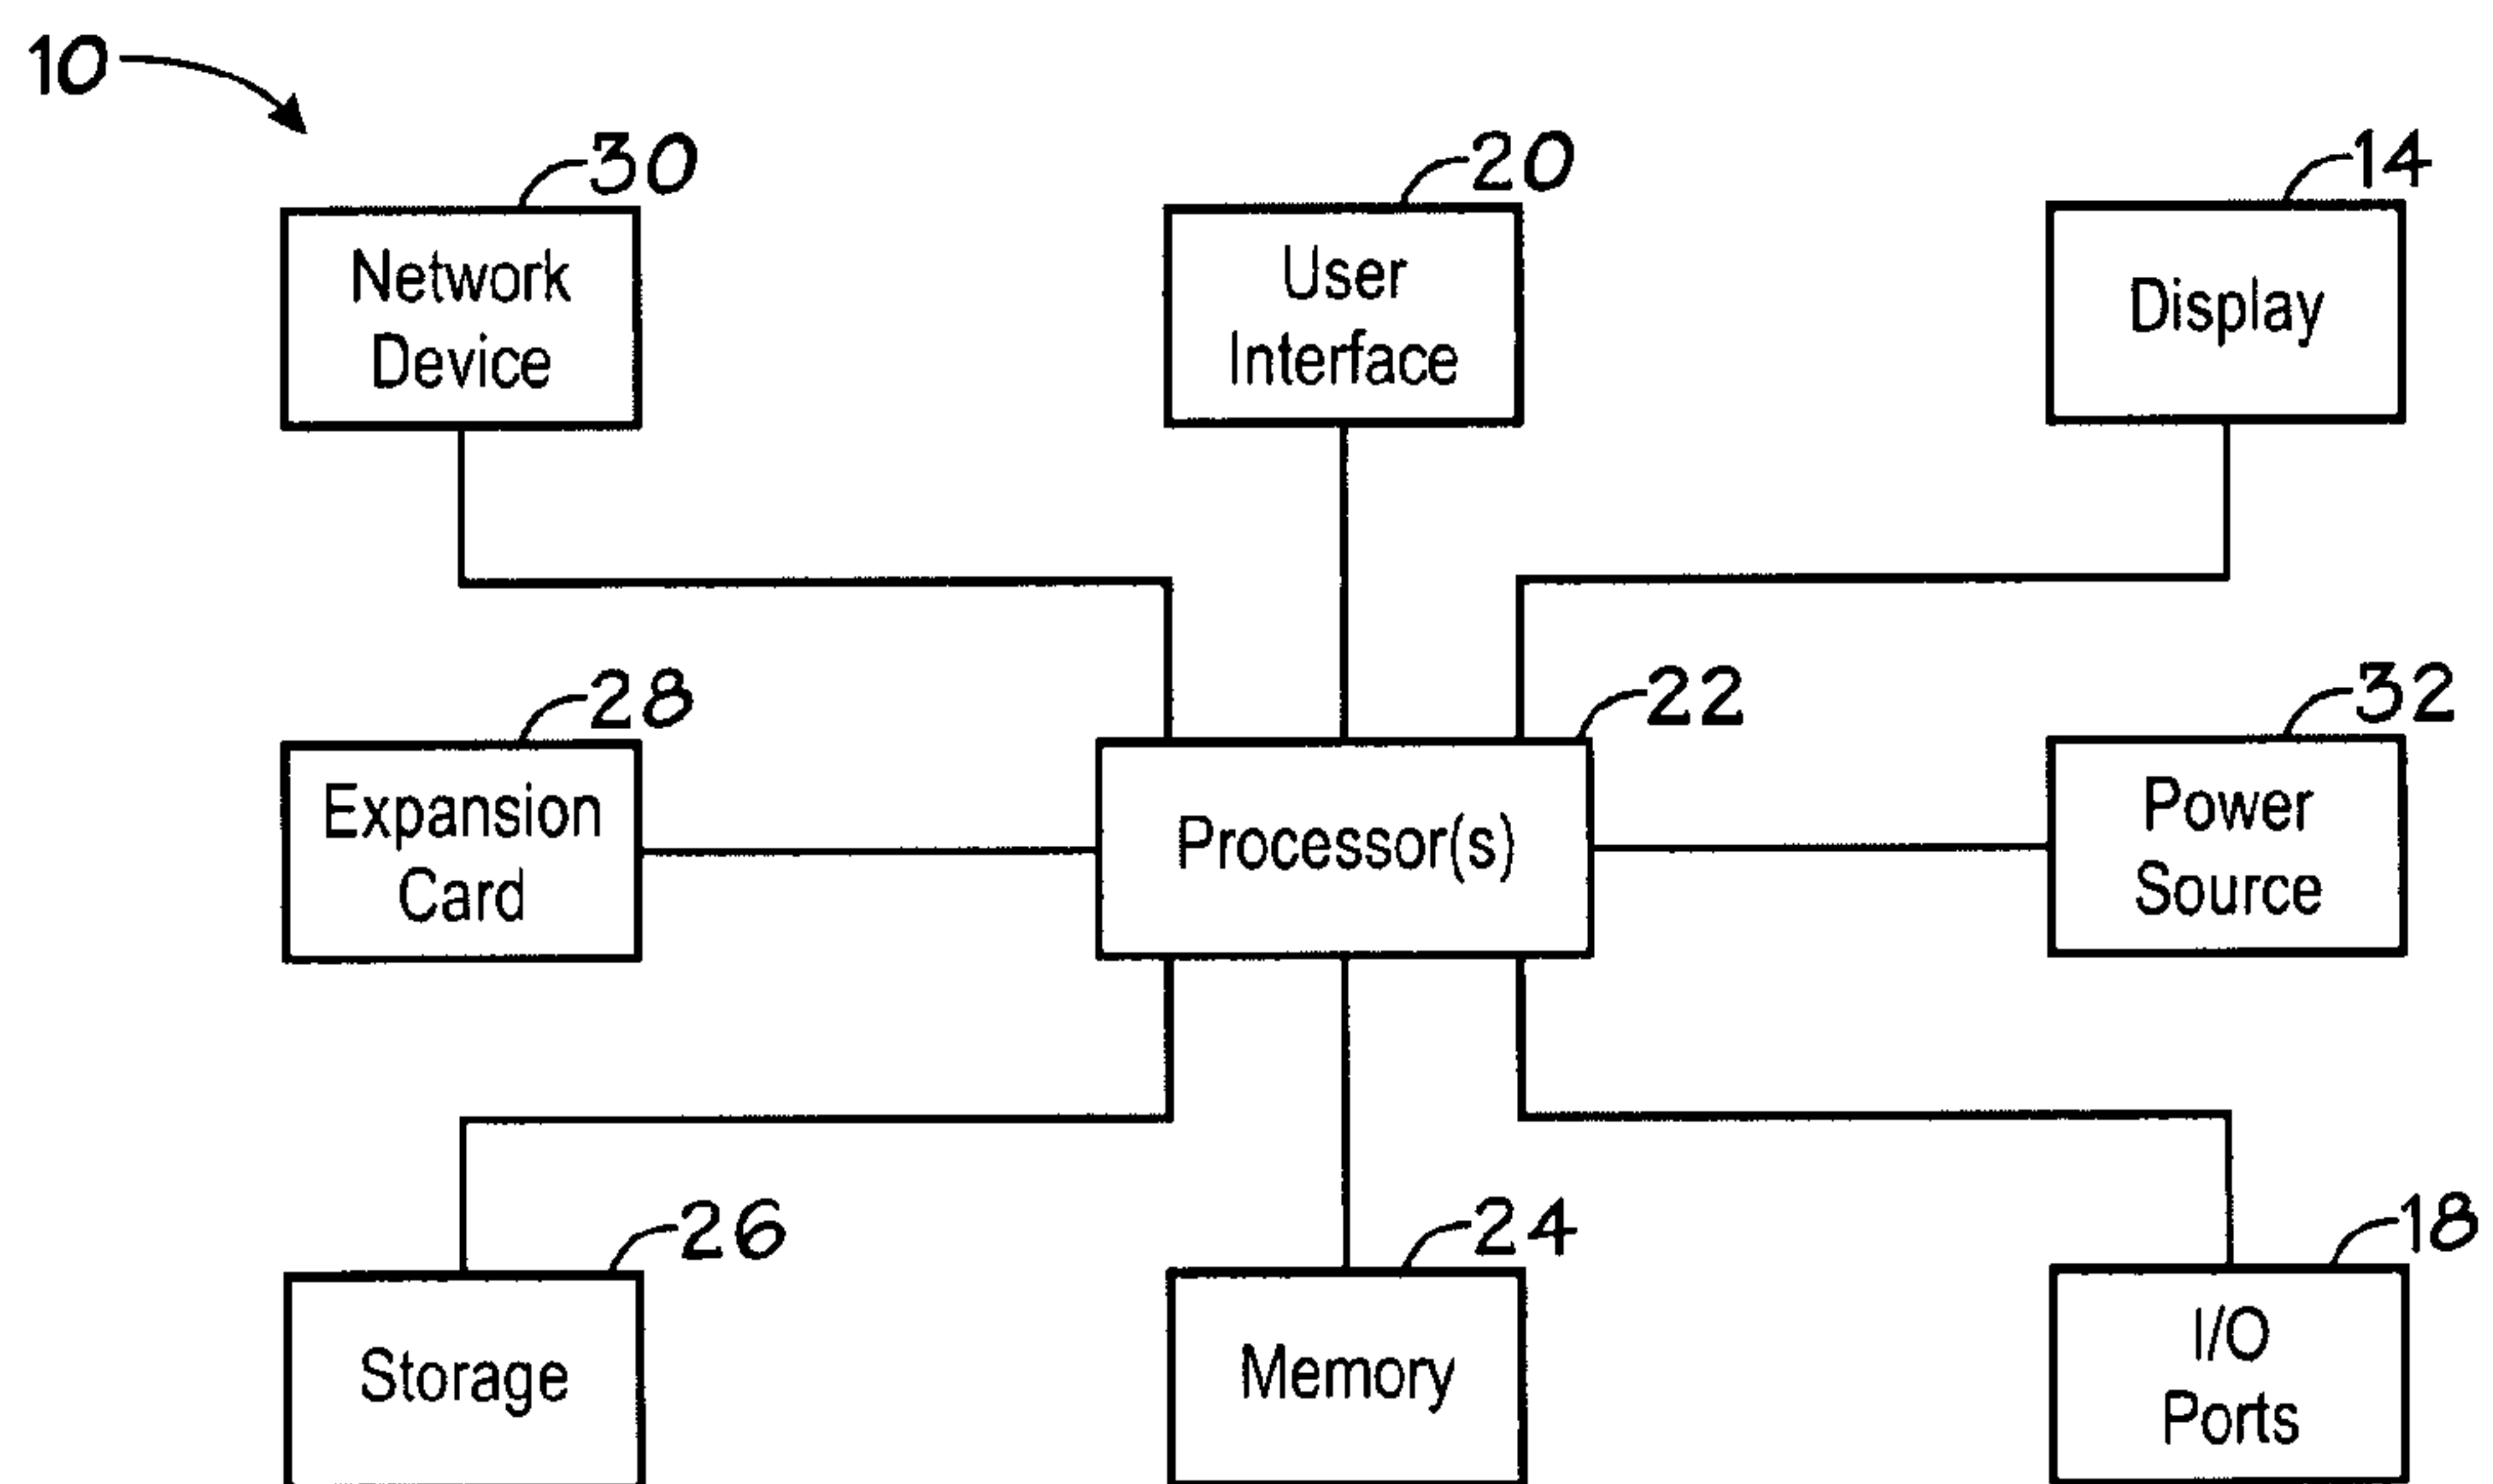 10
30
20
14
Network
Device
User
Interface
Display
28
22
32
Expansion
Card
Processor(s)
Power
Source
26
24
18
Storage
Memory
I/O
Ports